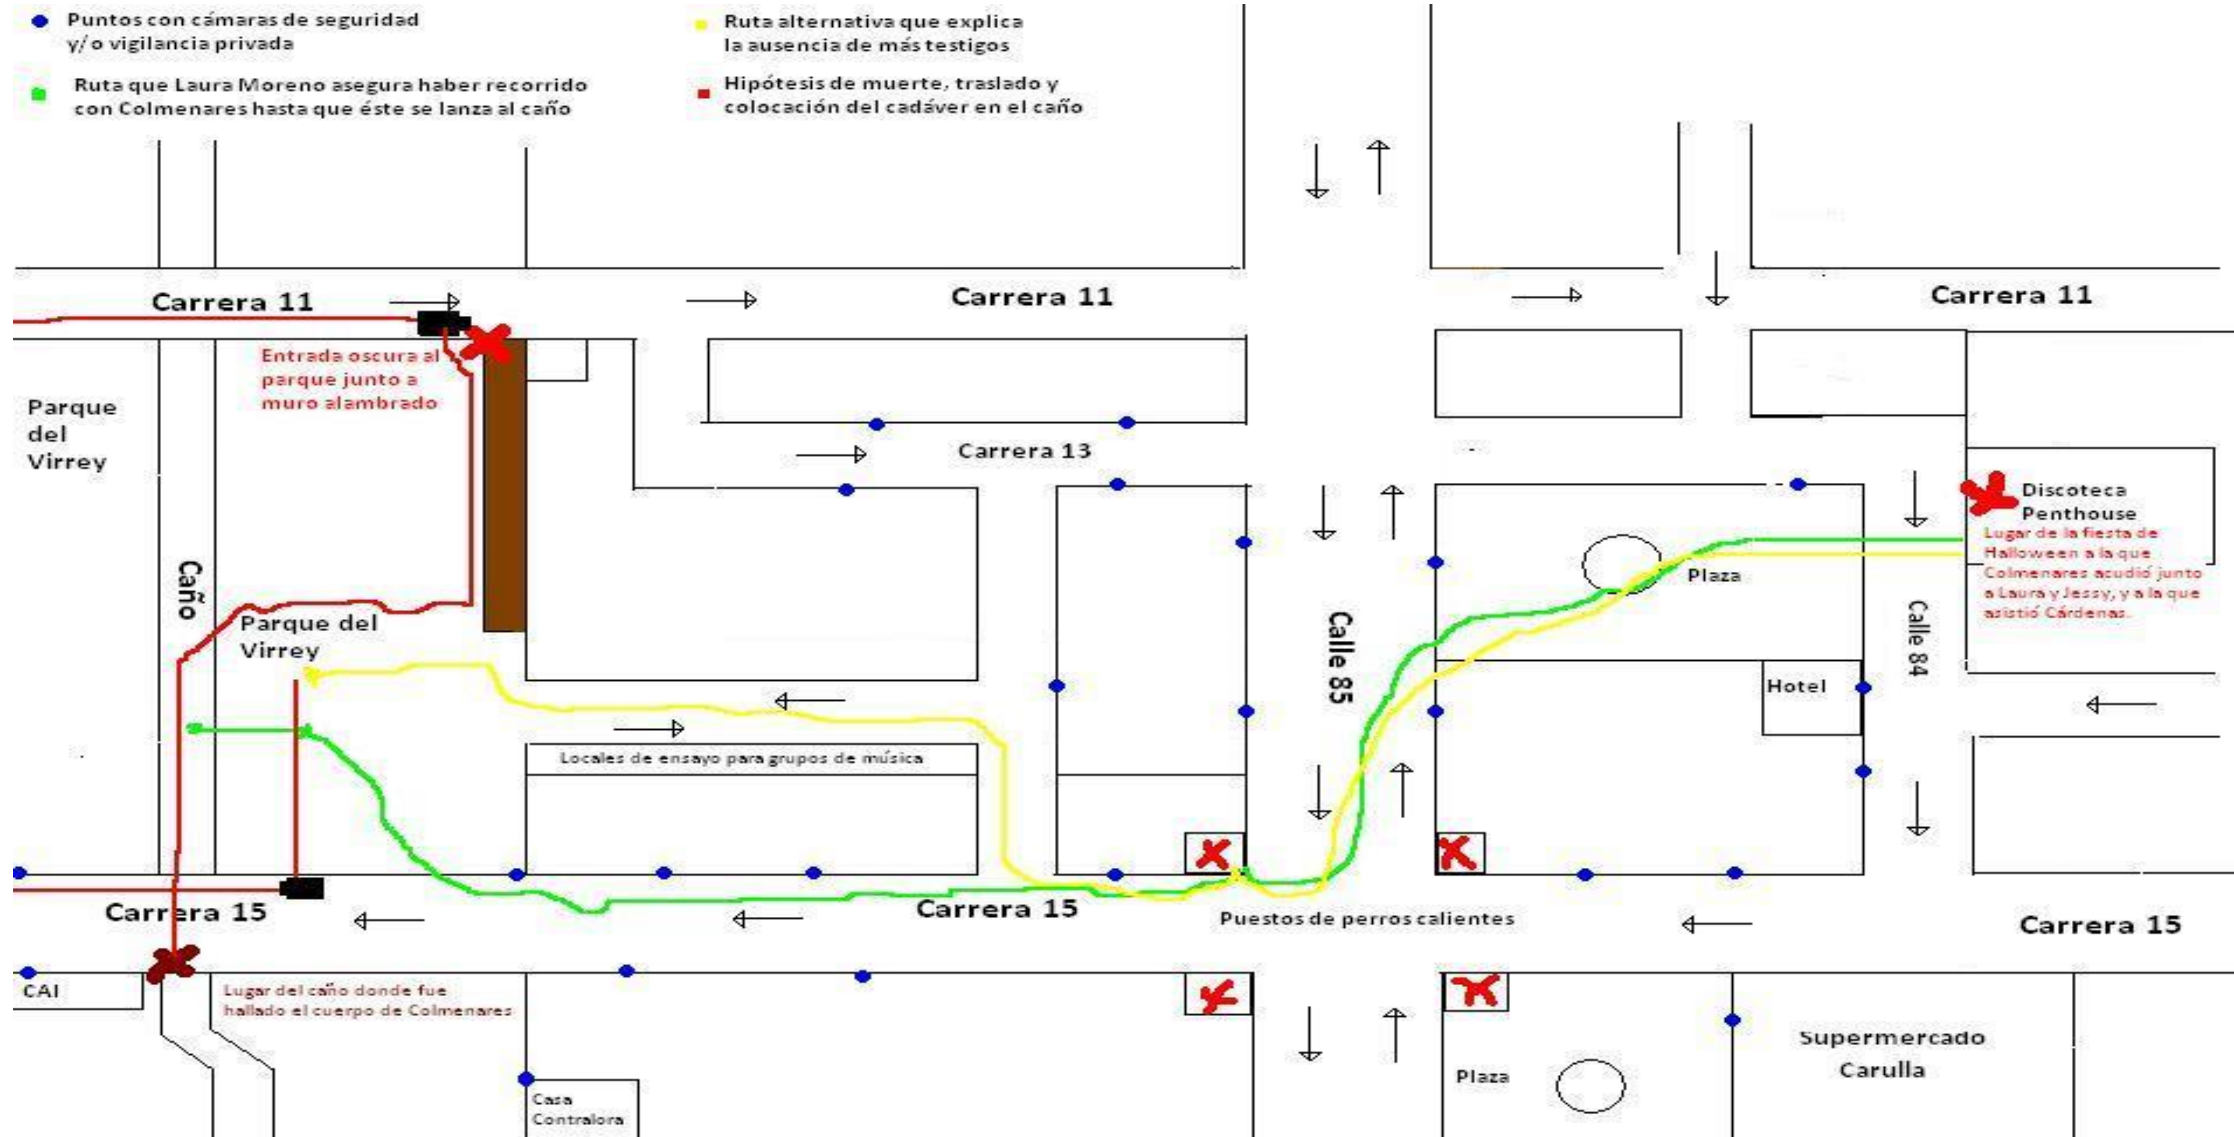 Puntos con cámaras de seguridad
y/o vigilancia privada
Ruta que Laura Moreno asegura haber recorrido
con Colmenares hasta que éste se lanza al caño
Ruta alternativa que explica
la ausencia de más testigos
Hipótesis de muerte, traslado y
colocación del cadáver en el caño
Carrera 11
Carrera 11
Carrera 11
Entrada oscura al
parque junto a
muro alambrado
Parque
del
Virrey
Carrera 13
Discoteca
Penthouse
Lugar de la fiesta de
Halloween a la que
Colmenares acudió junto
a Laura y Jessy, y a la que
asistió Cárdenas.
Plaza
Caño
Parque del
Virrey
Calle 85
Calle 84
Hotel
Locales de ensayo para grupos de música
Carrera 15
Carrera 15
Puestos de perros calientes
Carrera 15
CAI
Lugar del caño donde fue
hallado el cuerpo de Colmenares
Casa
Contralora
Plaza
Supermercado
Carulla